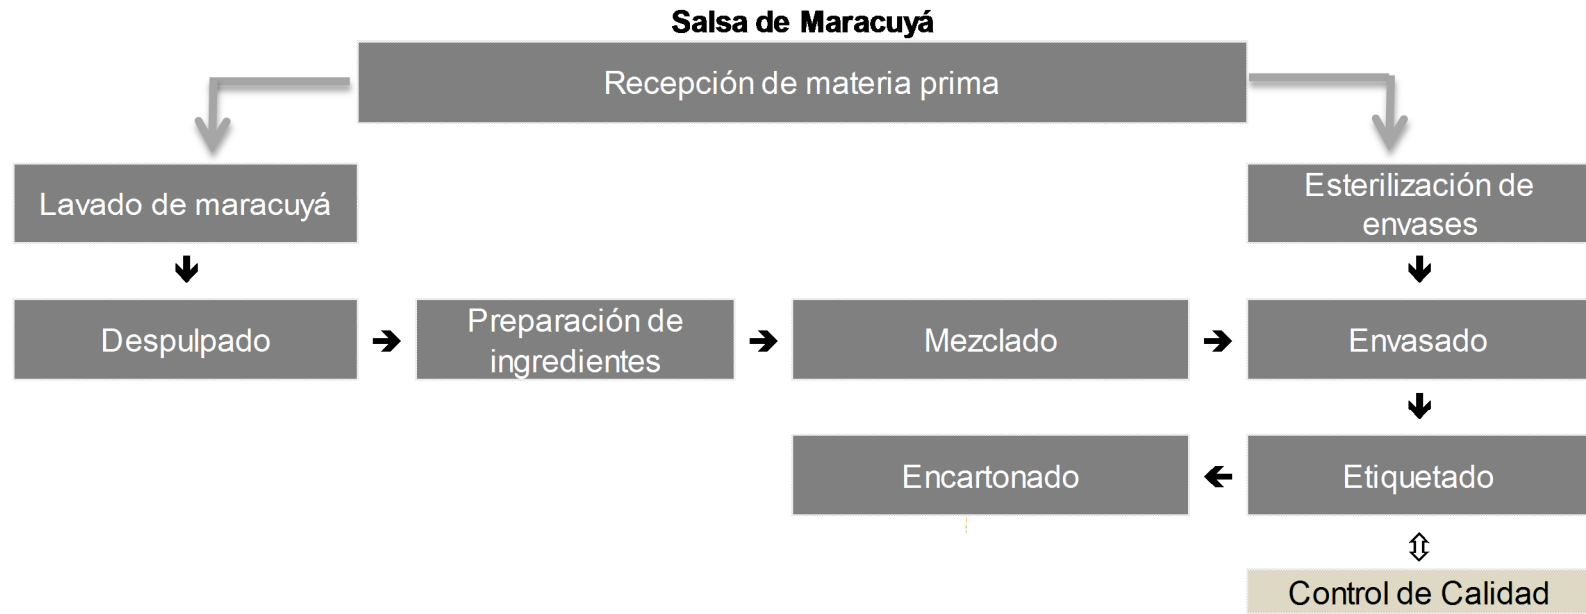 Salsa de Maracuyá
Recepción de materia prima
Lavado de maracuyá
Esterilización de
envases
Despulpado
Preparación de
ingredientes
Mezclado
Envasado
Encartonado
Etiquetado
Control de Calidad